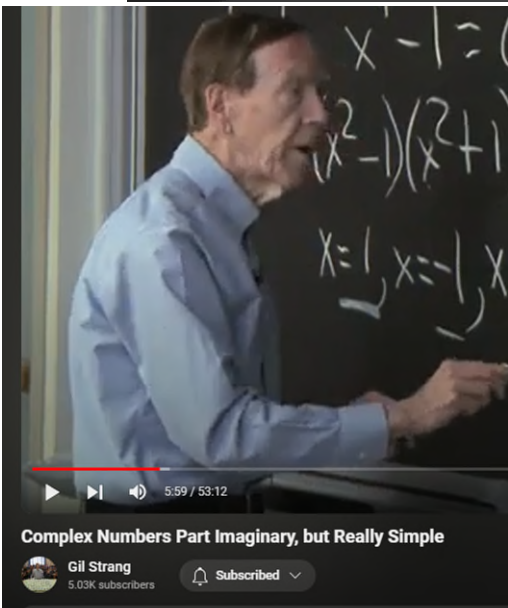 x - 1 =
(x²-1)(x²+1)
x=1, x=-1, x
5:59 / 53:12
Complex Numbers Part Imaginary, but Really Simple
Gil Strang
5.03K subscribers
Subscribed